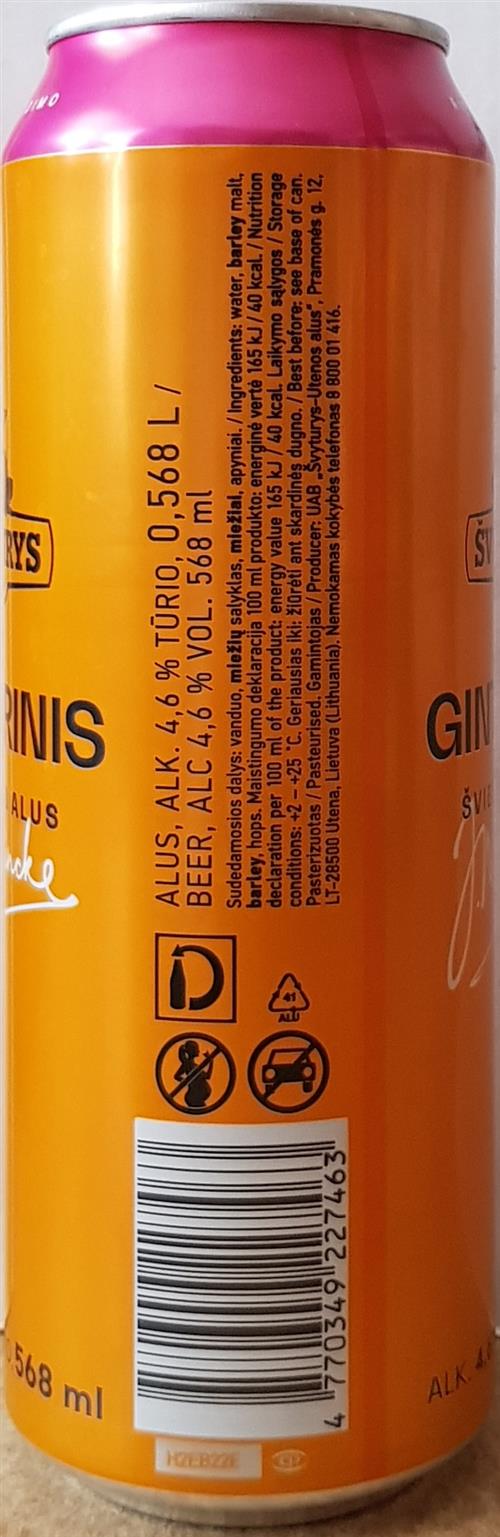 ALUS, ALK. 4,6 % TŪRIO, 0,568 L /
BEER, ALC 4,6 % VOL. 568 ml
Sudedamosios dalys: vanduo, miežių salyklas, miežiai, apyniai. / Ingredients: water, barley malt,
barley, hops. Maistingumo deklaracija 100 ml produkto: energinė vertė 165 kJ / 40 kcal. / Nutrition
declaration per 100 ml of the product: energy value 165 kJ / 40 kcal. Laikymo sąlygos / Storage
conditions: +2 – +25 °C. Geriausias iki: žiūrėti ant skardinės dugno. / Best before: see base of can.
Pasterizuotas / Pasteurised. Gamintojas / Producer: UAB „Švyturys-Utenos alus“, Pramonės g. 12,
LT-28500 Utena, Lietuva (Lithuania). Nemokamas kokybės telefonas 8 800 01 416.
41
ALU
4 770349 227463
H2EB22E
RYS
RINIS
ALUS
568 ml
ŠV
GIN
ŠVIE
ALK. 4,